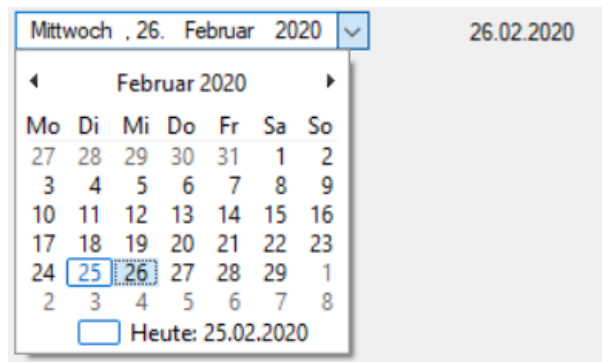 Mittwoch , 26. Februar 2020 26.02.2020
Februar 2020
Mo Di Mi Do Fr Sa So
27 28 29 30 31 1 2
3 4 5 6 7 8 9
10 11 12 13 14 15 16
17 18 19 20 21 22 23
24 25 26 27 28 29 1
2 3 4 5 6 7 8
Heute: 25.02.2020